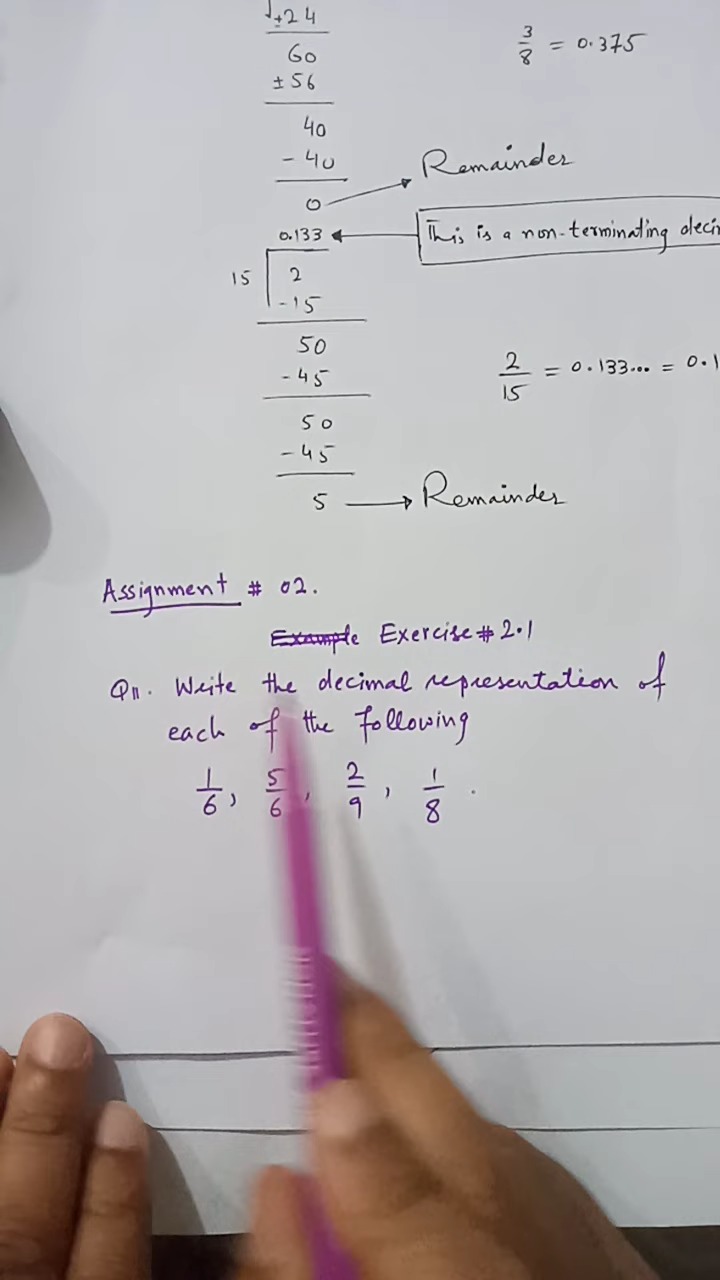 ±24
60
±56
40
- 40
0
3/8 = 0.375
Remainder
0.133
This is a non-terminating
15
2
-15
50
-45
50
-45
5
2/15 = 0.133... = 0.1
Remainder
Assignment # 02.
Example Exercise # 2.1
Q1. Write the decimal representation of
each of the following
1/6, 5/6, 2/9, 1/8.